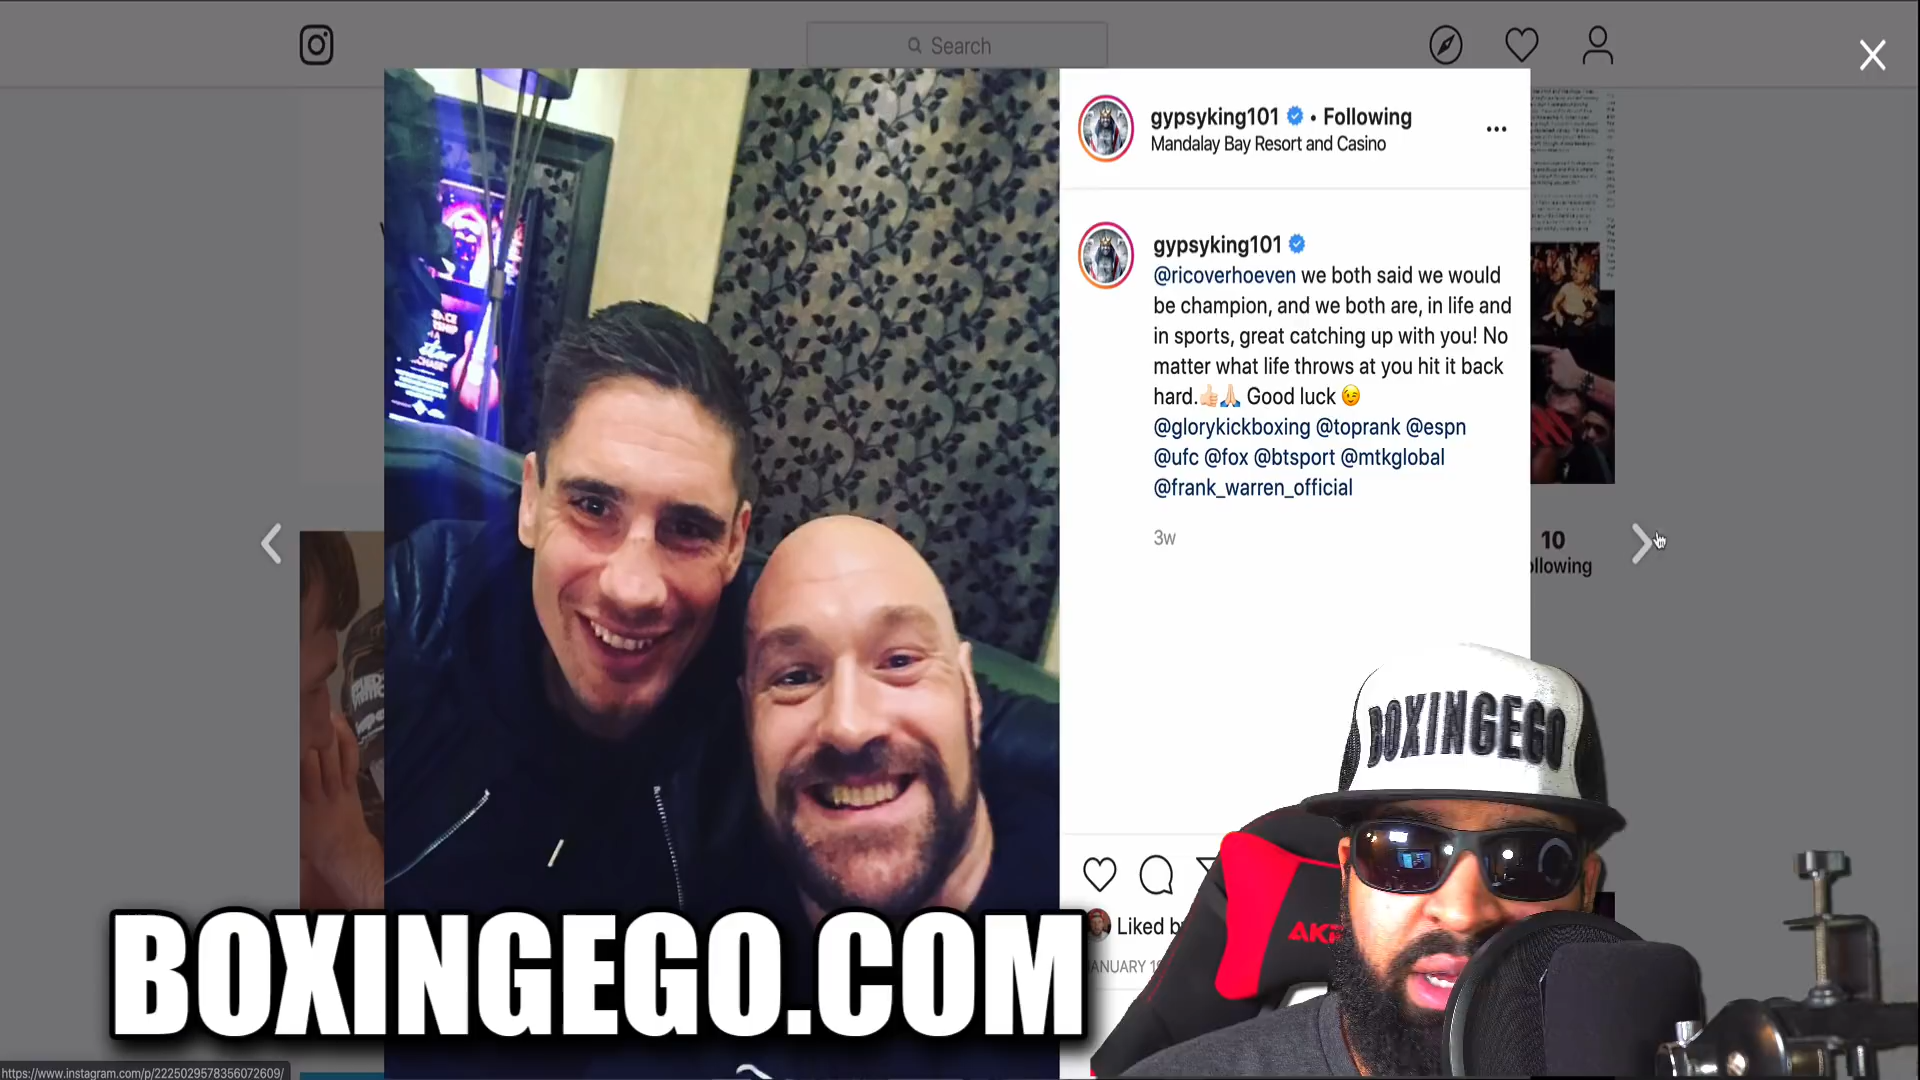 Search
gypsyking101 • Following
Mandalay Bay Resort and Casino
gypsyking101
@ricoverhoeven we both said we would
be champion, and we both are, in life and
in sports, great catching up with you! No
matter what life throws at you hit it back
hard.👍🏻🙏🏻 Good luck 😉
@glorykickboxing @toprank @espn
@ufc @fox @btsport @mtkglobal
@frank_warren_official
3w
10
ollowing
BOXINGEGO
Liked b
ANUARY 1
BOXINGEGO.COM
https://www.instagram.com/p/2225029578356072609/